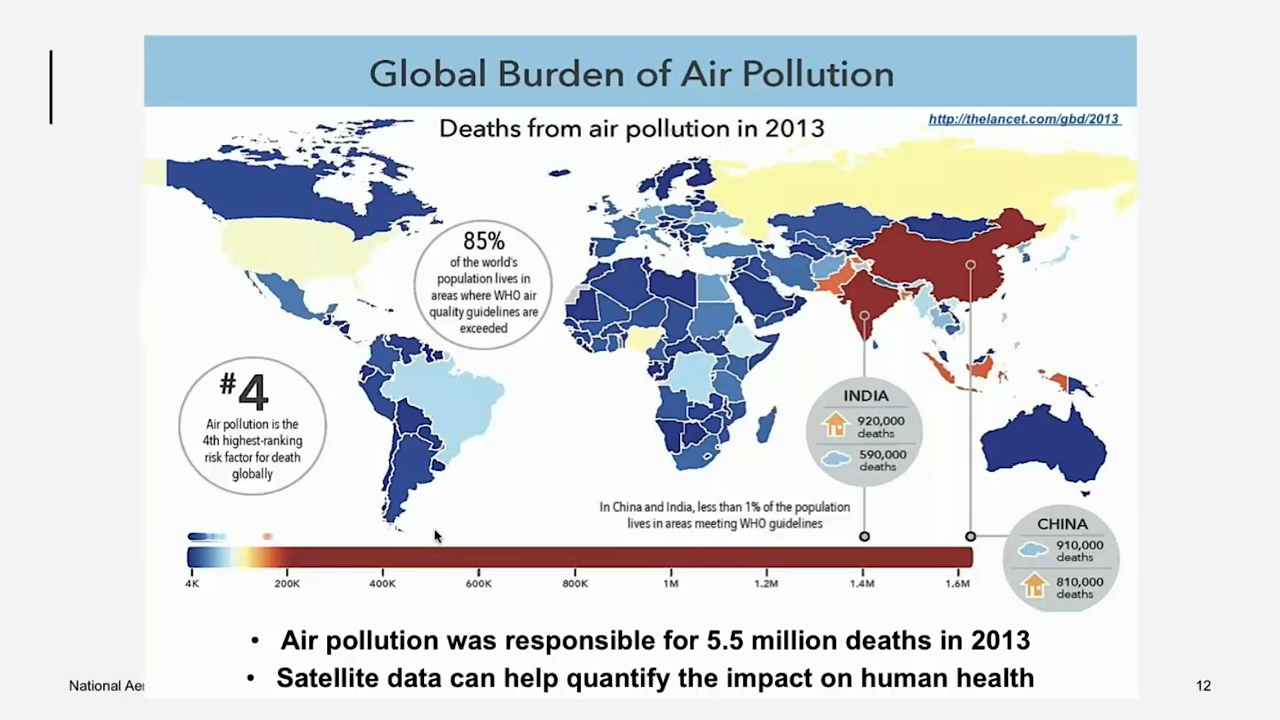 Global Burden of Air Pollution
Deaths from air pollution in 2013
http://thelancet.com/gbd/2013
85%
of the world's
population lives in
areas where WHO air
quality guidelines are
exceeded
#4
Air pollution is the
4th highest-ranking
risk factor for death
globally
INDIA
920,000
deaths
590,000
deaths
In China and India, less than 1% of the population
lives in areas meeting WHO guidelines
CHINA
910,000
deaths
810,000
deaths
4K 200K 400K 600K 800K 1M 1.2M 1.4M 1.6M
• Air pollution was responsible for 5.5 million deaths in 2013
• Satellite data can help quantify the impact on human health
National Aer
12